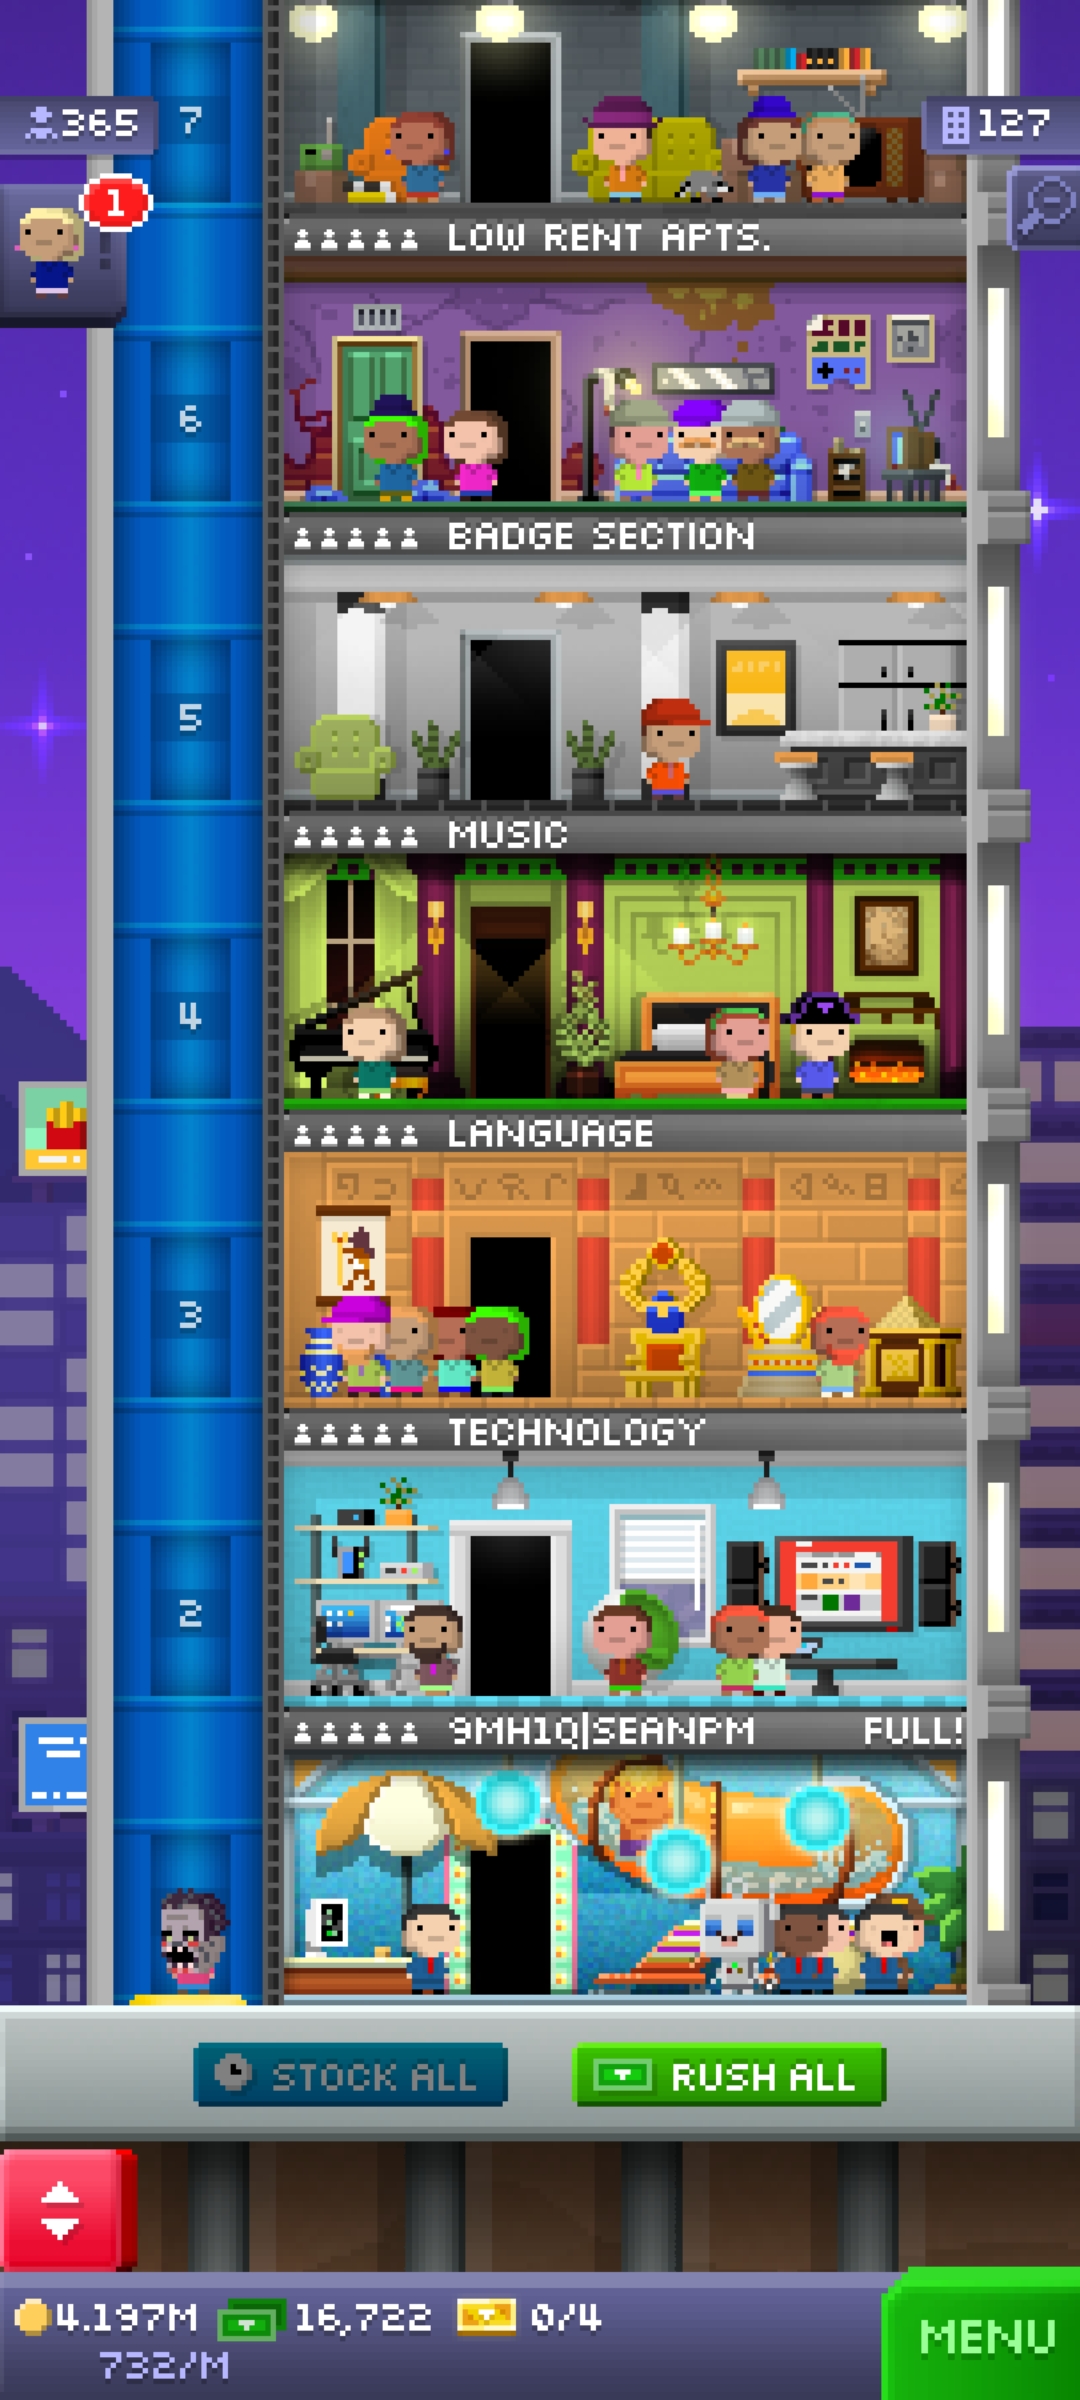 365
7
127
1
LOW RENT APTS.
6
BADGE SECTION
5
MUSIC
4
LANGUAGE
3
TECHNOLOGY
2
9MH1Q|SEANPM FULL!
STOCK ALL
RUSH ALL
4.197M 16,722 0/4
732/M
MENU